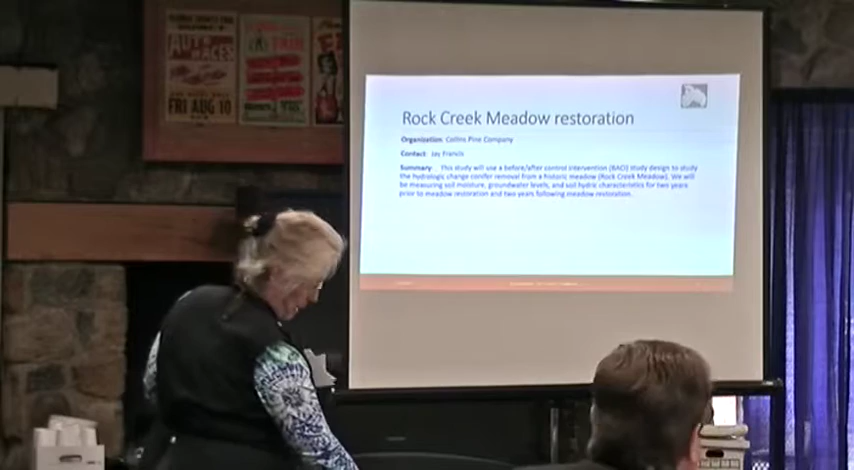 AUTO
RACES
FRI AUG 10
FAIR
Rock Creek Meadow restoration
Organization: Collins Pine Company
Contact: Jay Francis
Summary: This study will use a before/after control intervention (BACI) study design to study
the hydrologic change conifer removal from a historic meadow (Rock Creek Meadow). We will
be measuring soil moisture, groundwater levels, and soil hydric characteristics for two years
prior to meadow restoration and two years following meadow restoration.